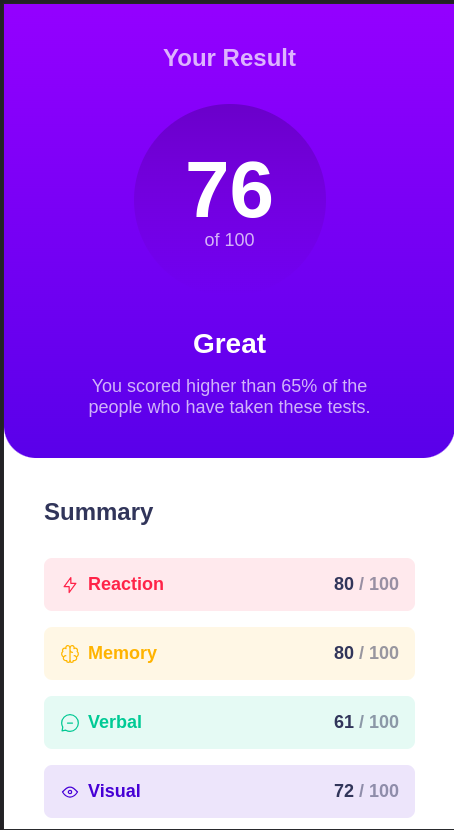 Your Result
76
of 100
Great
You scored higher than 65% of the
people who have taken these tests.
Summary
Reaction 80 / 100
Memory 80 / 100
Verbal 61 / 100
Visual 72 / 100